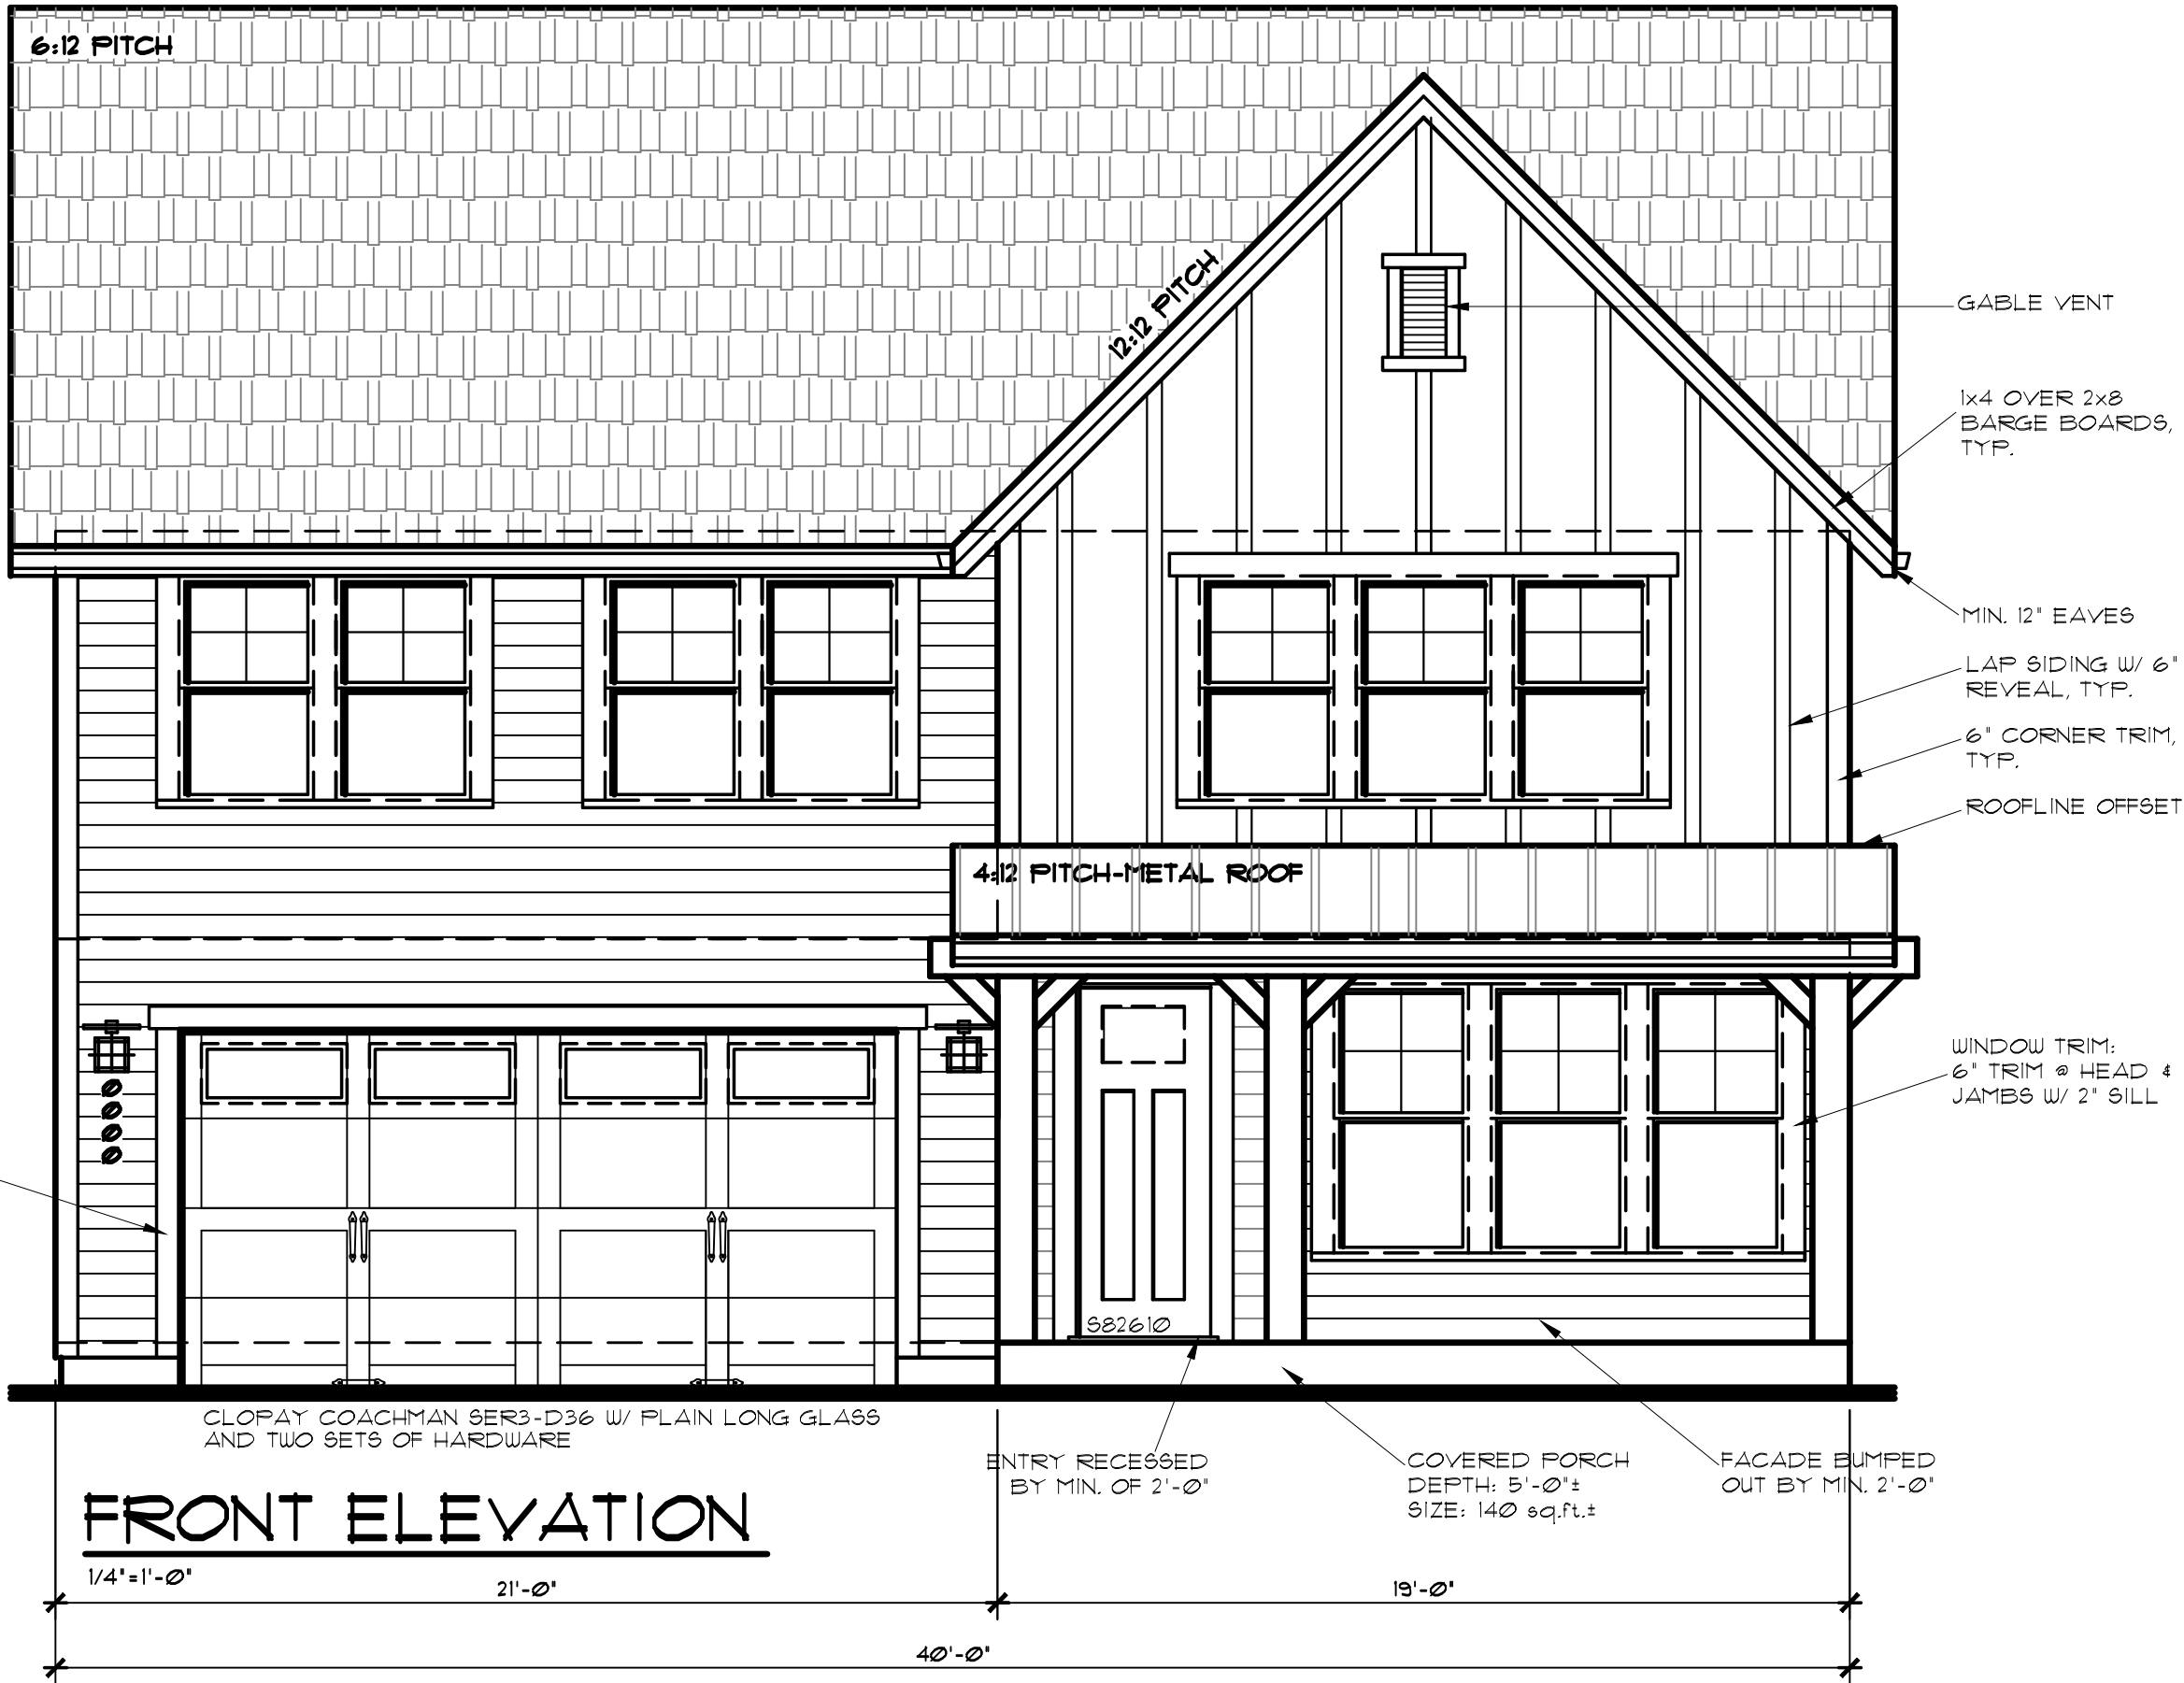 6:12 PITCH
12:12 PITCH
GABLE VENT
1x4 OVER 2x8
BARGE BOARDS,
TYP.
MIN. 12" EAVES
LAP SIDING W/ 6"
REVEAL, TYP.
6" CORNER TRIM,
TYP.
ROOFLINE OFFSET
4:12 PITCH-METAL ROOF
WINDOW TRIM:
6" TRIM @ HEAD &
JAMBS W/ 2" SILL
0
0
0
0
S82610
CLOPAY COACHMAN SER3-D36 W/ PLAIN LONG GLASS
AND TWO SETS OF HARDWARE
ENTRY RECESSED
BY MIN. OF 2'-0"
COVERED PORCH
DEPTH: 5'-0"±
SIZE: 140 sq.ft.±
FACADE BUMPED
OUT BY MIN. 2'-0"
FRONT ELEVATION
1/4"=1'-0"
21'-0"
19'-0"
40'-0"